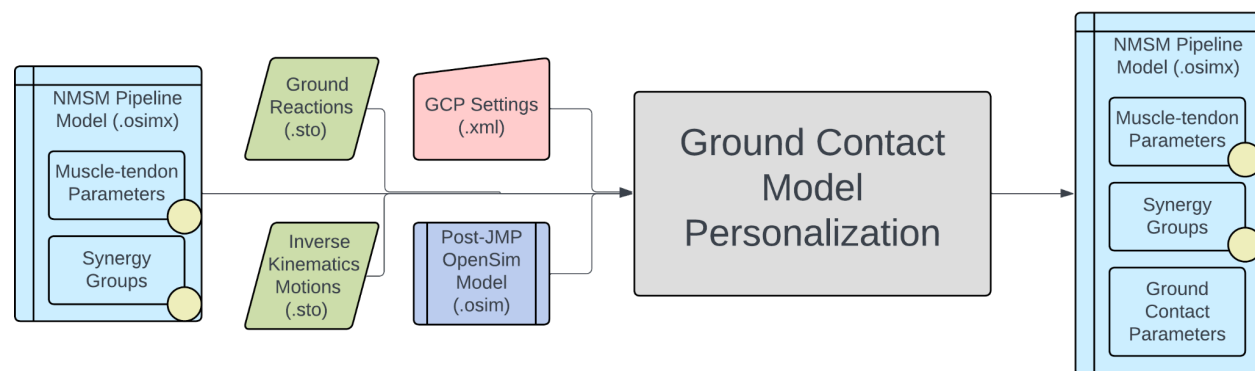 NMSM Pipeline
Model (.osimx)
Muscle-tendon
Parameters
Synergy
Groups
Ground
Reactions
(.sto)
Inverse
Kinematics
Motions
(.sto)
GCP Settings
(.xml)
Post-JMP
OpenSim
Model
(.osim)
Ground Contact
Model
Personalization
NMSM Pipeline
Model (.osimx)
Muscle-tendon
Parameters
Synergy
Groups
Ground
Contact
Parameters